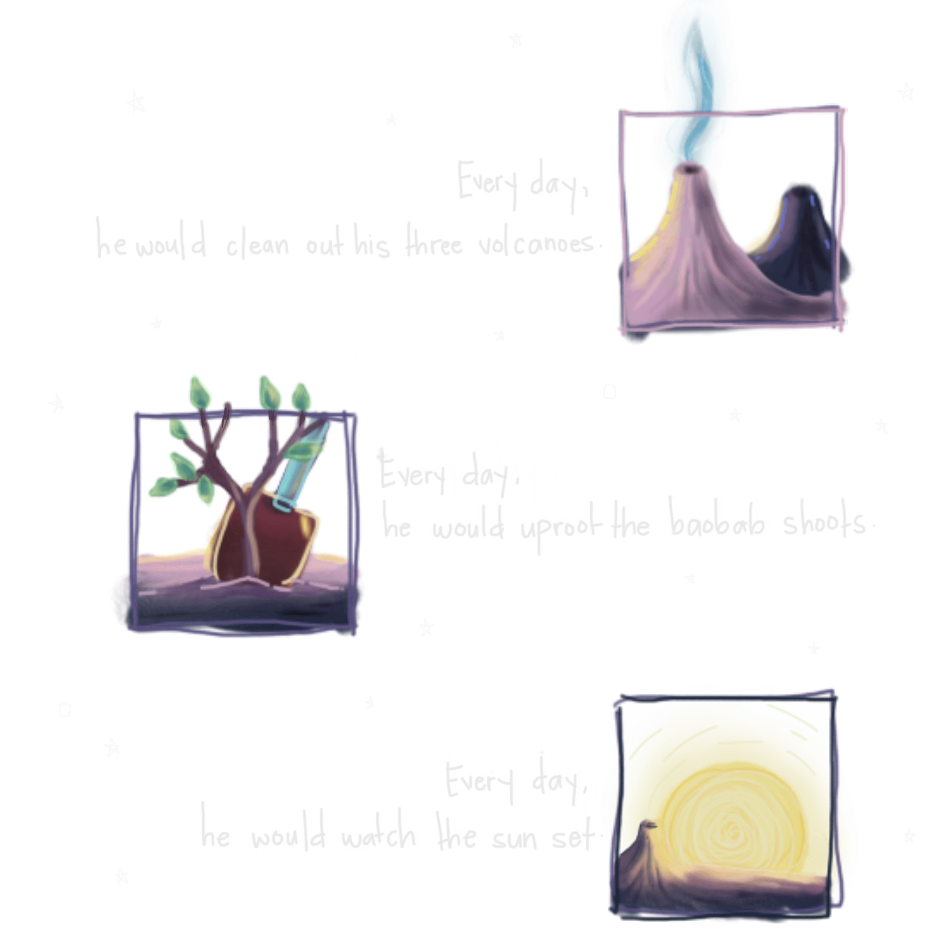 Every day,
he would clean out his three volcanoes.
Every day,
he would uproot the baobab shoots.
Every day,
he would watch the sun set.